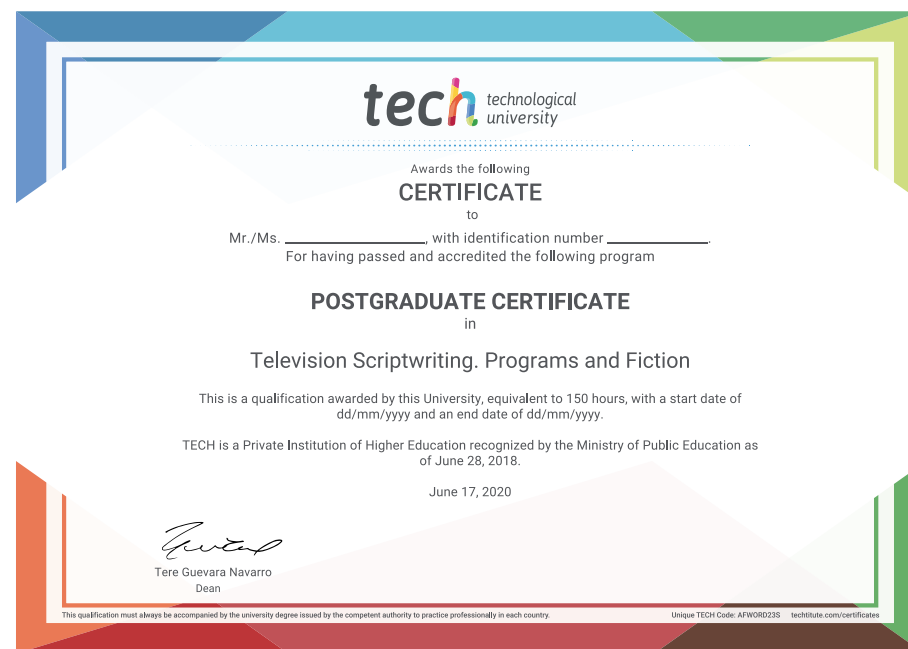 tech technological
university
Awards the following
CERTIFICATE
to
Mr./Ms. ____________________, with identification number ______________.
For having passed and accredited the following program
POSTGRADUATE CERTIFICATE
in
Television Scriptwriting. Programs and Fiction
This is a qualification awarded by this University, equivalent to 150 hours, with a start date of
dd/mm/yyyy and an end date of dd/mm/yyyy.
TECH is a Private Institution of Higher Education recognized by the Ministry of Public Education as
of June 28, 2018.
June 17, 2020
Tere Guevara Navarro
Dean
This qualification must always be accompanied by the university degree issued by the competent authority to practice professionally in each country.
Unique TECH Code: AFWORD23S techtitute.com/certificates